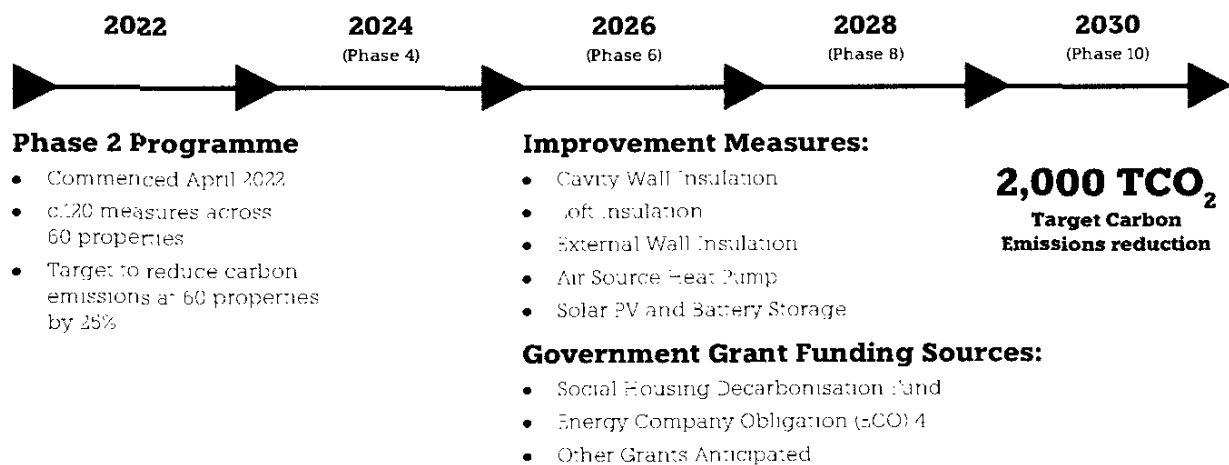 2022
2024
(Phase 4)
2026
(Phase 6)
2028
(Phase 8)
2030
(Phase 10)
Phase 2 Programme
• Commenced April 2022
• c.120 measures across
60 properties
• Target to reduce carbon
emissions at 60 properties
by 25%
Improvement Measures:
• Cavity Wall Insulation
• Loft Insulation
• External Wall Insulation
• Air Source Heat Pump
• Solar PV and Battery Storage
Government Grant Funding Sources:
• Social Housing Decarbonisation Fund
• Energy Company Obligation (ECO) 4
• Other Grants Anticipated
2,000 TCO₂
Target Carbon
Emissions reduction